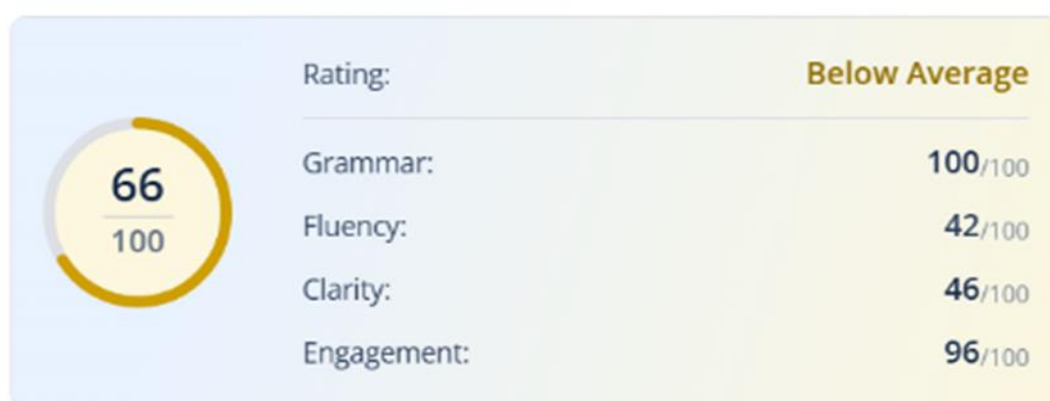 66
100
Rating: Below Average
Grammar: 100/100
Fluency: 42/100
Clarity: 46/100
Engagement: 96/100